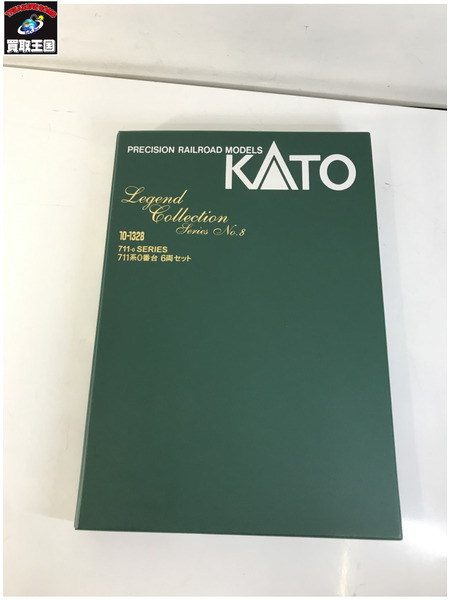 買取王国
PRECISION RAILROAD MODELS
KATO
Legend
Collection
Series No.8
10-1328
711-0 SERIES
711系0番台 6両セット